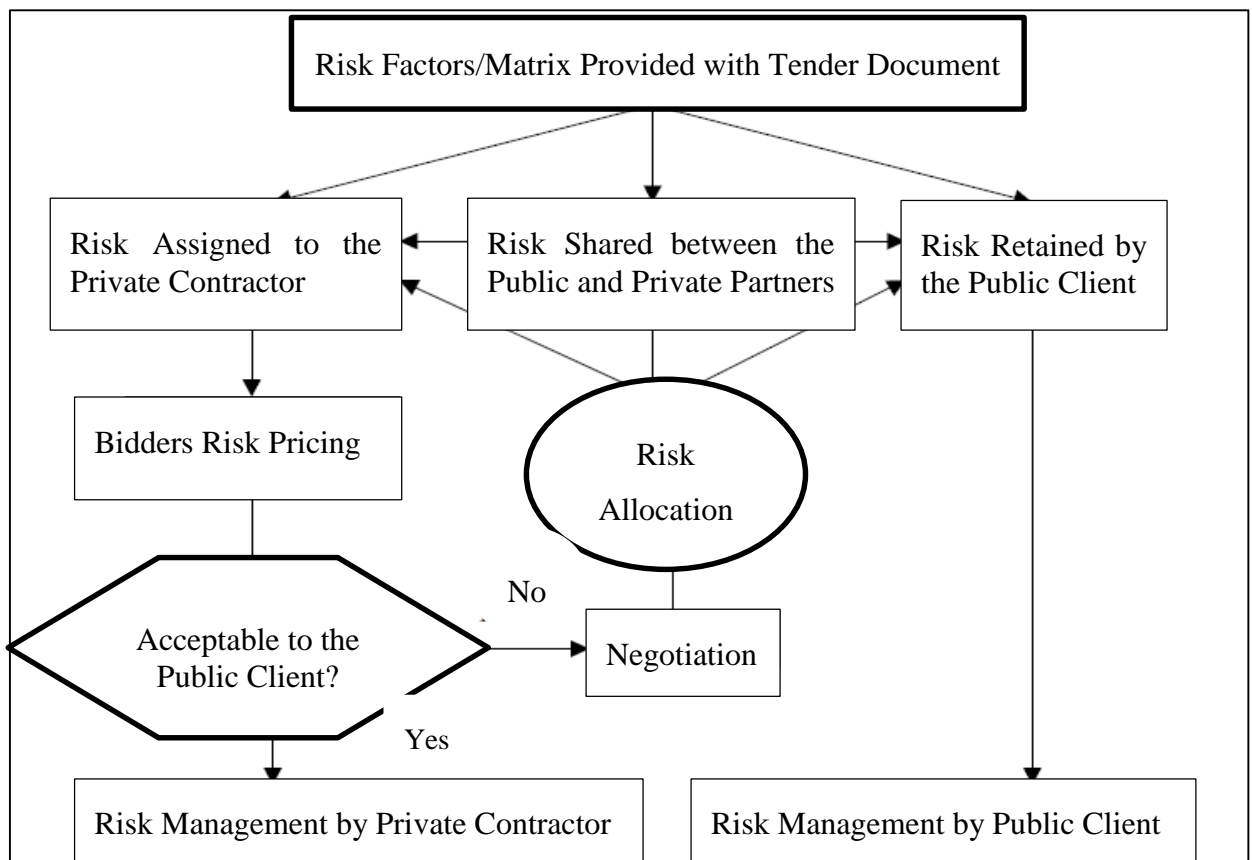 Risk Factors/Matrix Provided with Tender Document
Risk Assigned to the
Private Contractor
Risk Shared between the
Public and Private Partners
Risk Retained by
the Public Client
Bidders Risk Pricing
Risk
Allocation
No
Acceptable to the
Public Client?
Negotiation
Yes
Risk Management by Private Contractor
Risk Management by Public Client